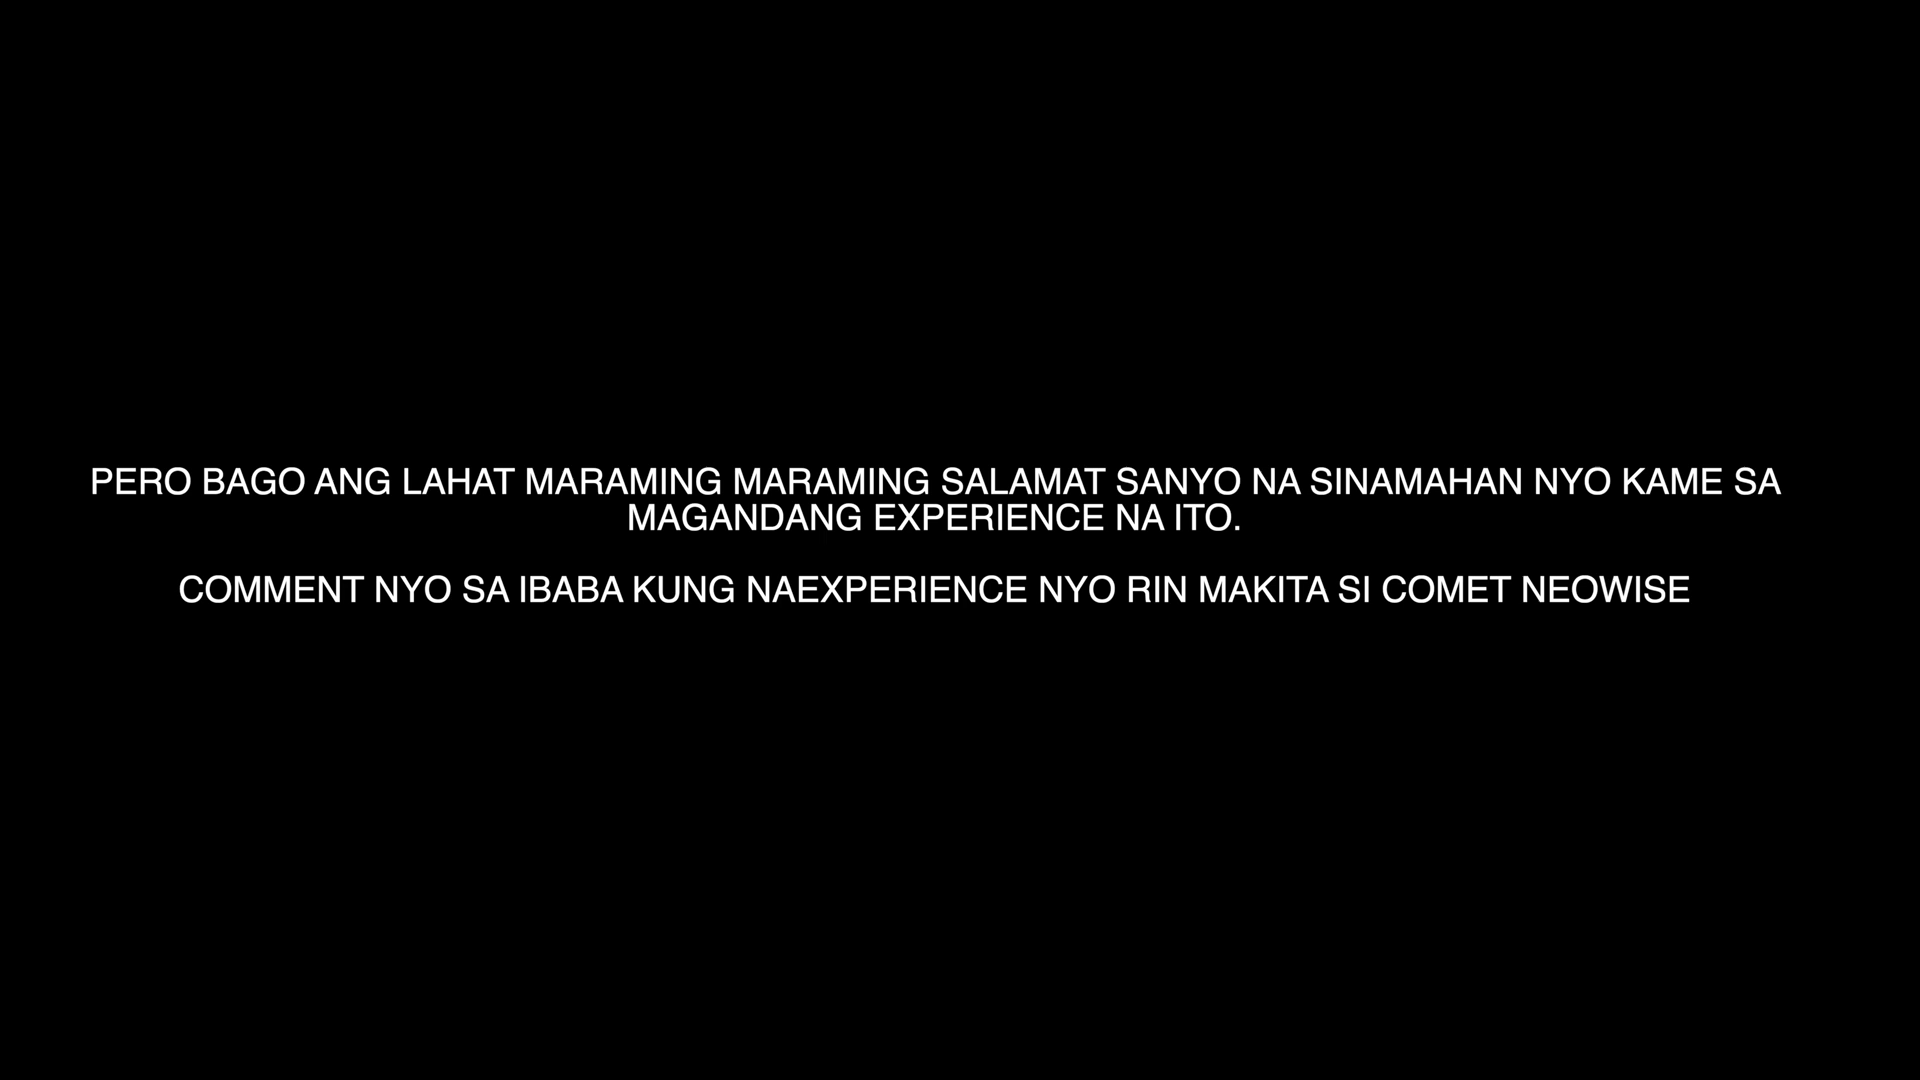 PERO BAGO ANG LAHAT MARAMING MARAMING SALAMAT SANYO NA SINAMAHAN NYO KAME SA
MAGANDANG EXPERIENCE NA ITO.
COMMENT NYO SA IBABA KUNG NAEXPERIENCE NYO RIN MAKITA SI COMET NEOWISE